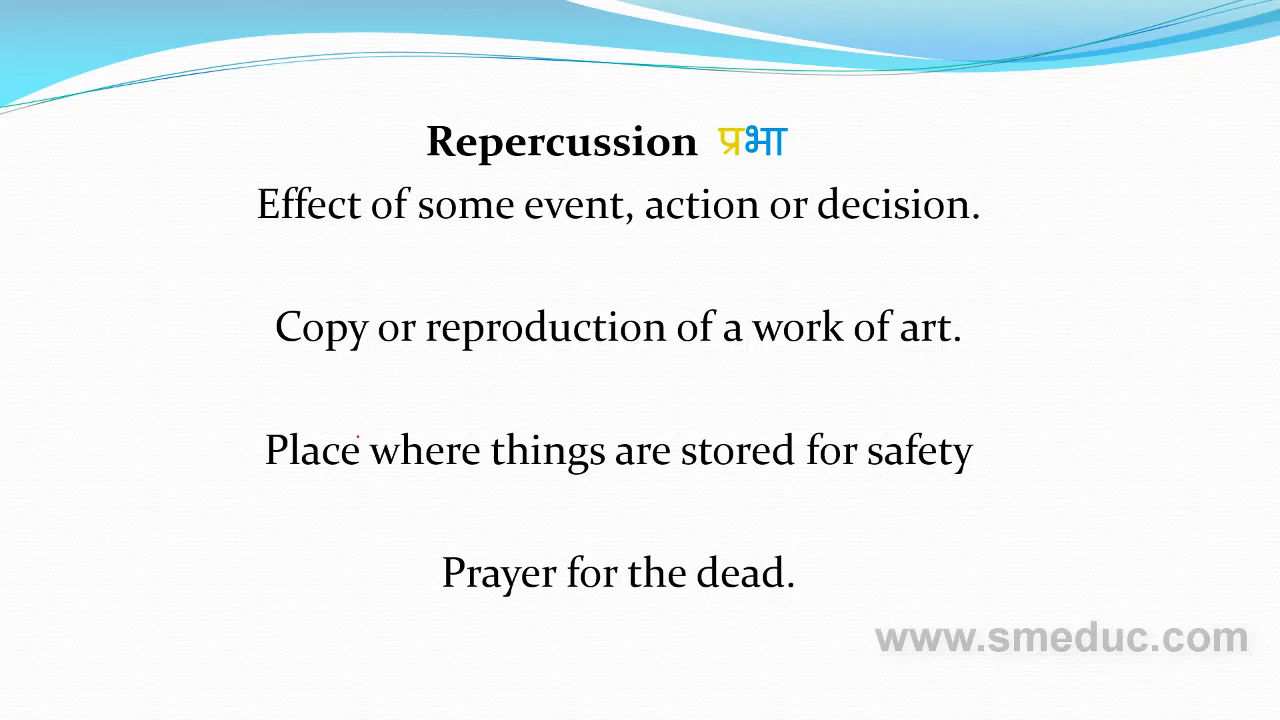 Repercussion प्रभा
Effect of some event, action or decision.
Copy or reproduction of a work of art.
Place where things are stored for safety
Prayer for the dead.
www.smeduc.com